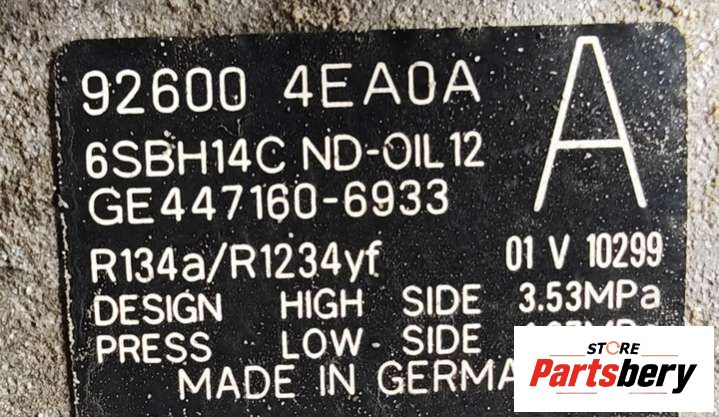 92600 4EA0A
A
6SBH14C ND-OIL12
GE447160-6933
R134a/R1234yf 01 V 10299
DESIGN HIGH SIDE 3.53MPa
PRESS LOW SIDE
MADE IN
STORE
Partsbery